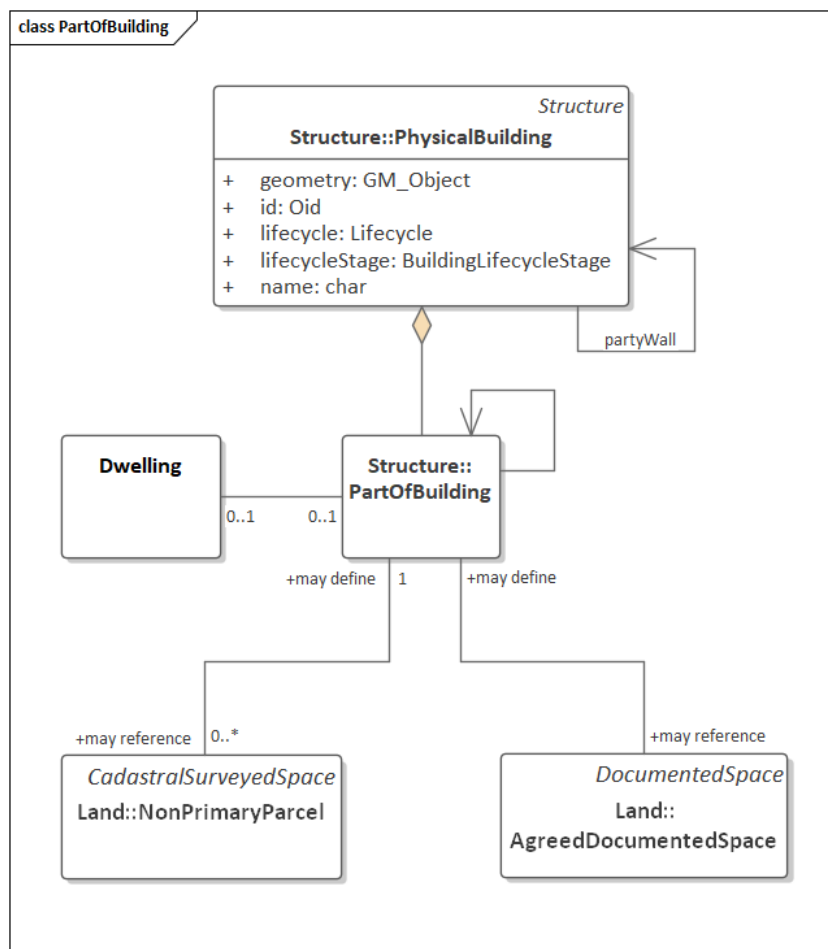 class PartOfBuilding
Structure
Structure::PhysicalBuilding
+ geometry: GM_Object
+ id: Oid
+ lifecycle: Lifecycle
+ lifecycleStage: BuildingLifecycleStage
+ name: char
partyWall
Dwelling
Structure::
PartOfBuilding
0..1
0..1
+may define
1
+may define
+may reference
0..*
+may reference
CadastralSurveyedSpace
Land::NonPrimaryParcel
DocumentedSpace
Land::
AgreedDocumentedSpace